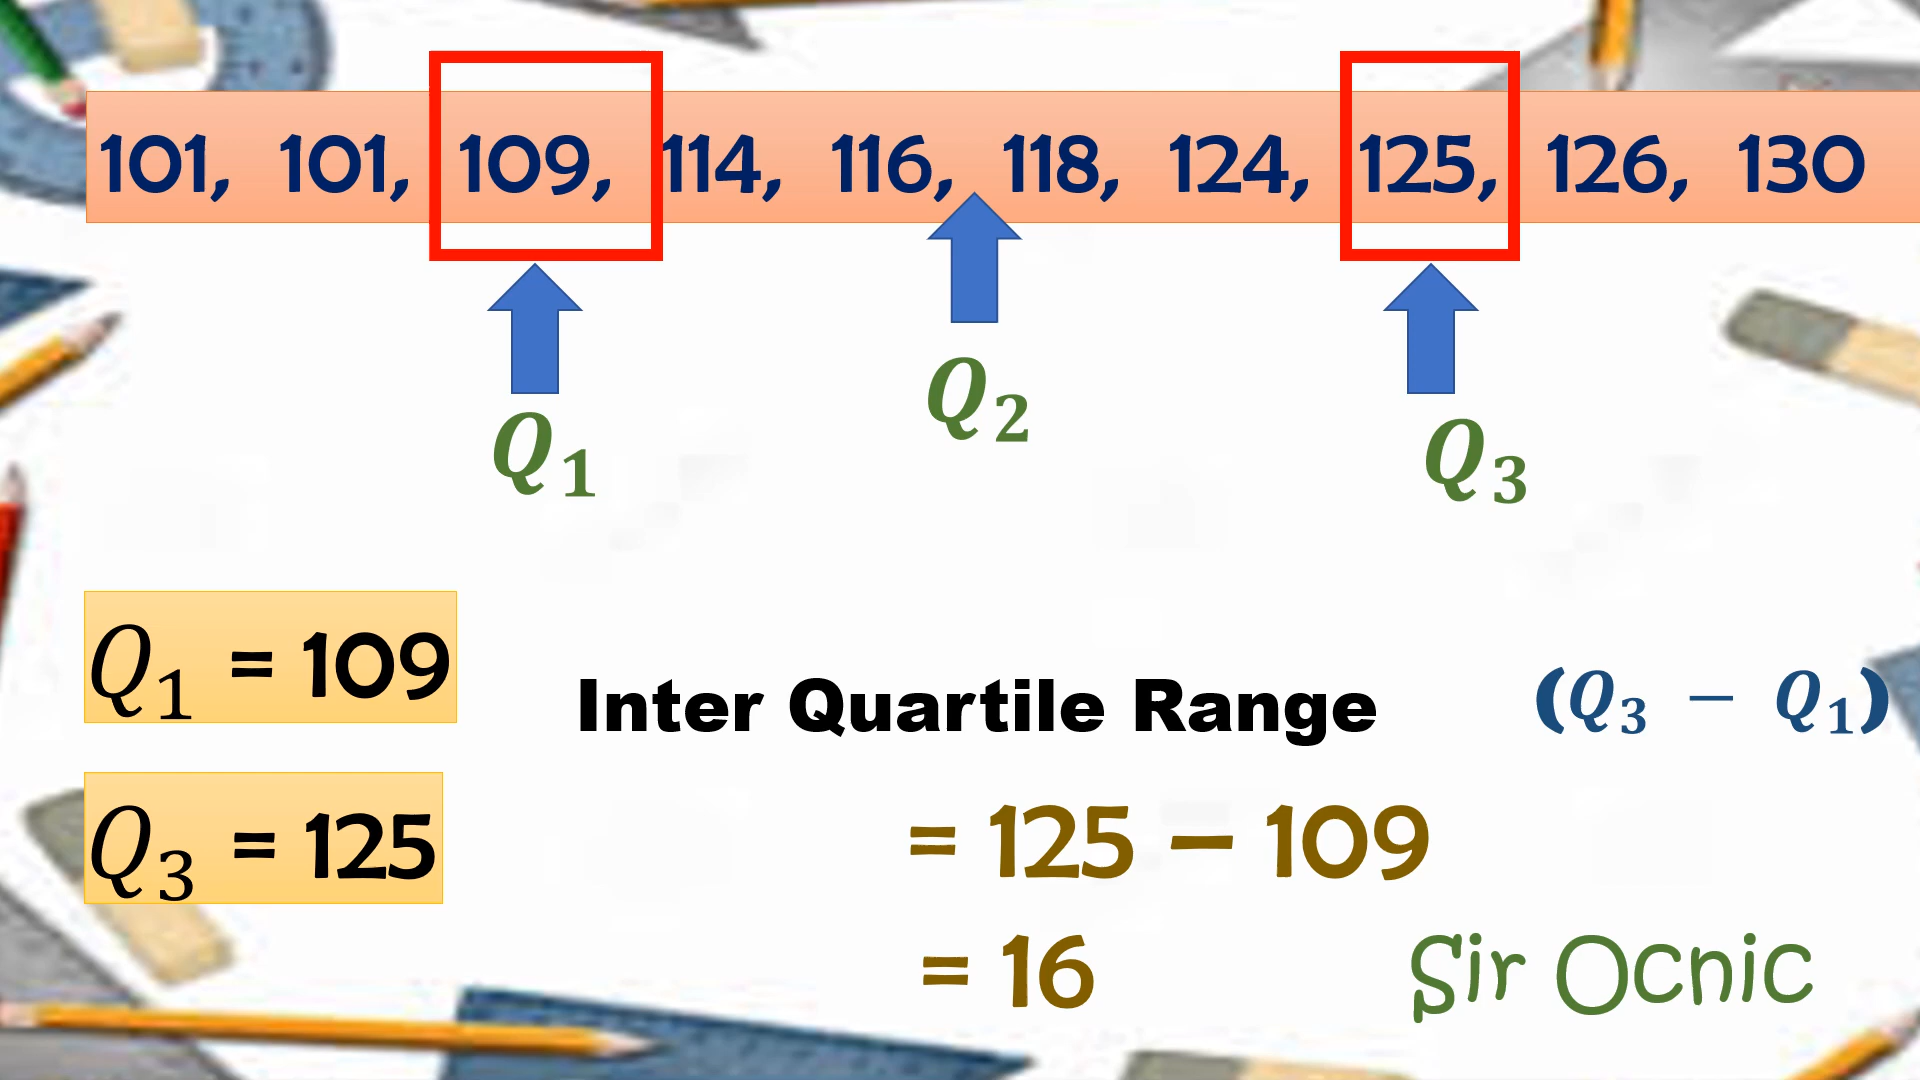 101, 101, 109, 114, 116, 118, 124, 125, 126, 130
Q₂
Q₁
Q₃
Q₁ = 109
Inter Quartile Range (Q₃ − Q₁)
Q₃ = 125
= 125 – 109
= 16
Sir Ocnic